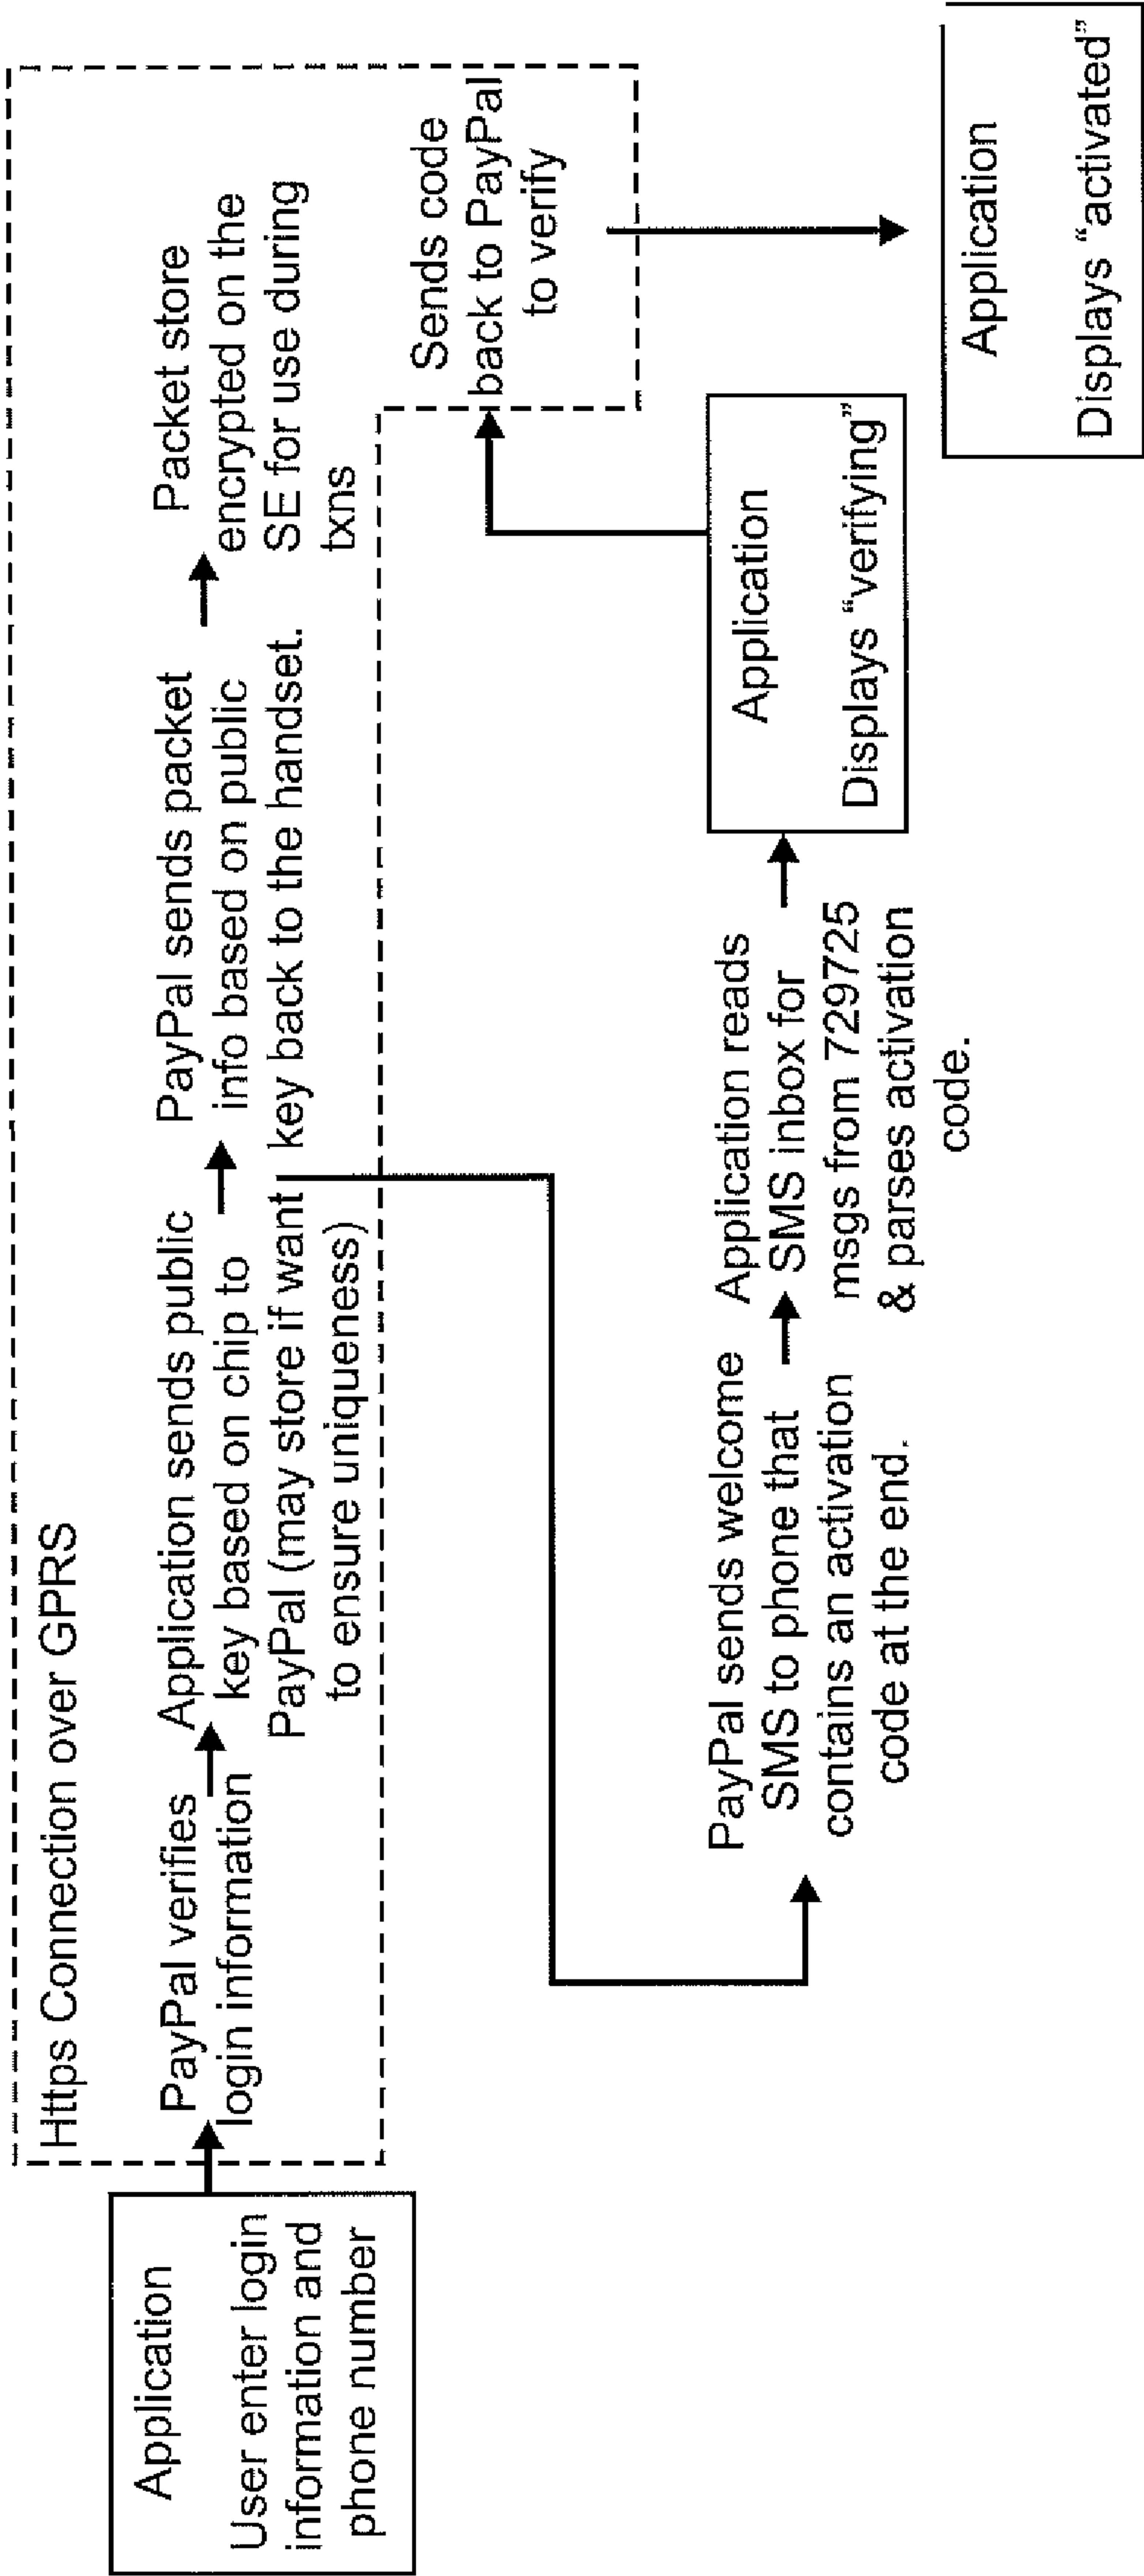 Https Connection over GPRS
Application
User enter login
information and
phone number
PayPal verifies
login information
Application sends public
key based on chip to
PayPal (may store if want
to ensure uniqueness)
PayPal sends packet
info based on public
key back to the handset.
Packet store
encrypted on the
SE for use during
txns
PayPal sends welcome
SMS to phone that
contains an activation
code at the end.
Application reads
SMS inbox for
msgs from 729725
& parses activation
code.
Application
Displays “verifying”
Sends code
back to PayPal
to verify
Application
Displays “activated”